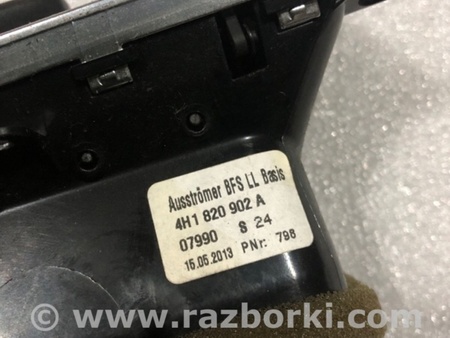 Ausströmer BFS LL Basis
4H1 820 902 A
07990 S 24
15.05.2013 PNr. 798
www.razborki.com